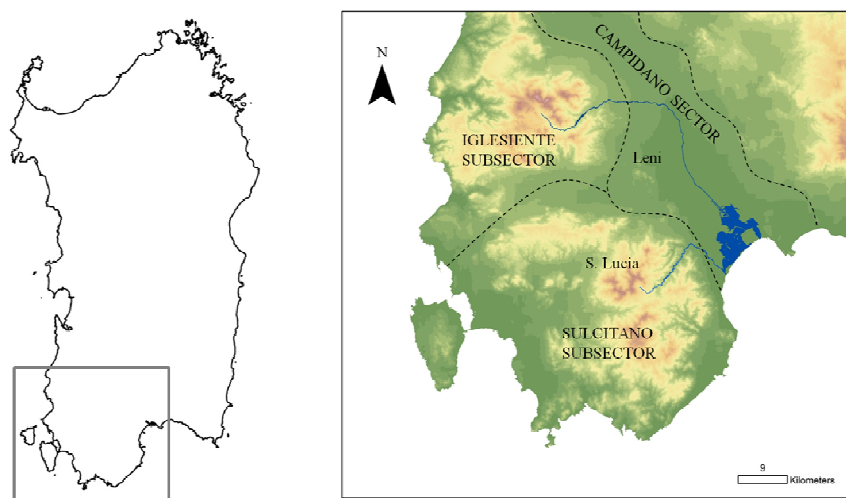 N
CAMPIDANO SECTOR
IGLESIENTE
SUBSECTOR
Leni
S. Lucia
SULCITANO
SUBSECTOR
9
Kilometers